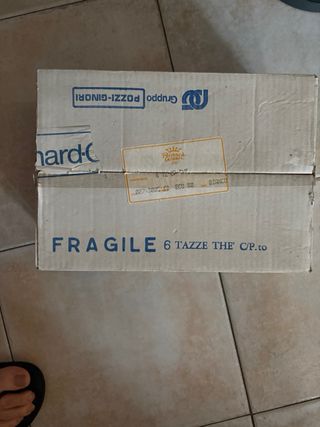 Gruppo POZZI-GINORI
nard-G
FRAGILE 6 TAZZE THE' C/P.to